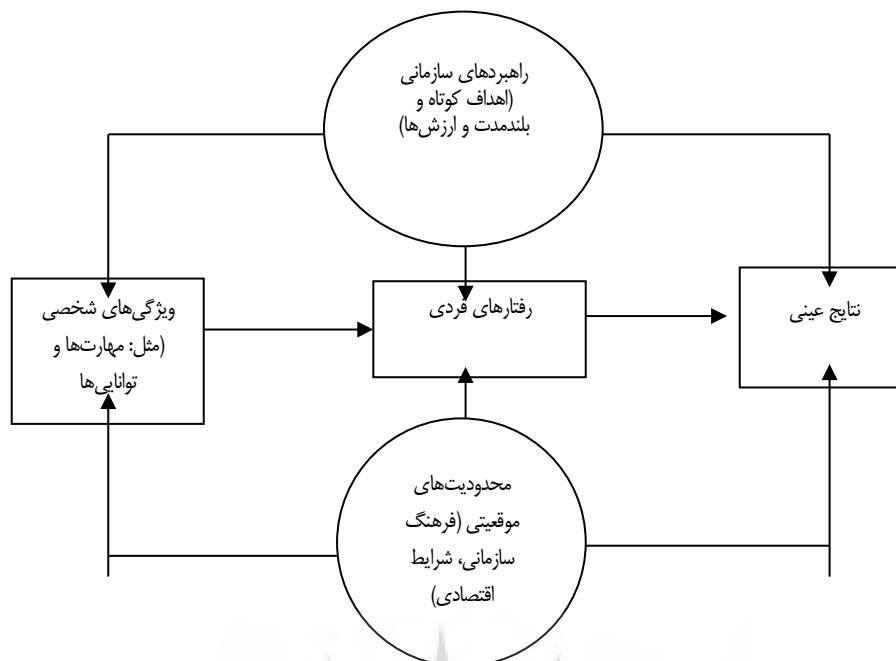 راهبردهای سازمانی
(اهداف کوتاه و
بلندمدت و ارزش‌ها)
نتایج عینی
رفتارهای فردی
ویژگی‌های شخصی
(مثل: مهارت‌ها و
توانایی‌ها
محدودیت‌های
موقعیتی (فرهنگ
سازمانی، شرایط
اقتصادی)